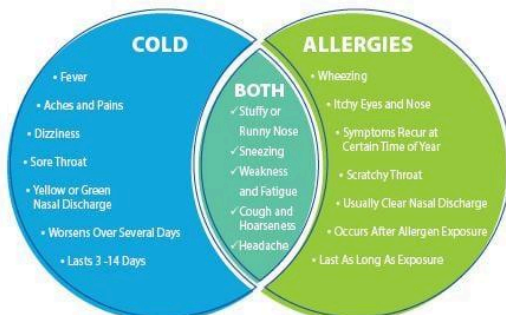 COLD
• Fever
• Aches and Pains
• Dizziness
• Sore Throat
• Yellow or Green
Nasal Discharge
• Worsens Over Several Days
• Lasts 3 -14 Days
BOTH
✓Stuffy or
Runny Nose
✓Sneezing
✓Weakness
and Fatigue
✓Cough and
Hoarseness
✓Headache
ALLERGIES
• Wheezing
• Itchy Eyes and Nose
• Symptoms Recur at
Certain Time of Year
• Scratchy Throat
• Usually Clear Nasal Discharge
• Occurs After Allergen Exposure
• Last As Long As Exposure